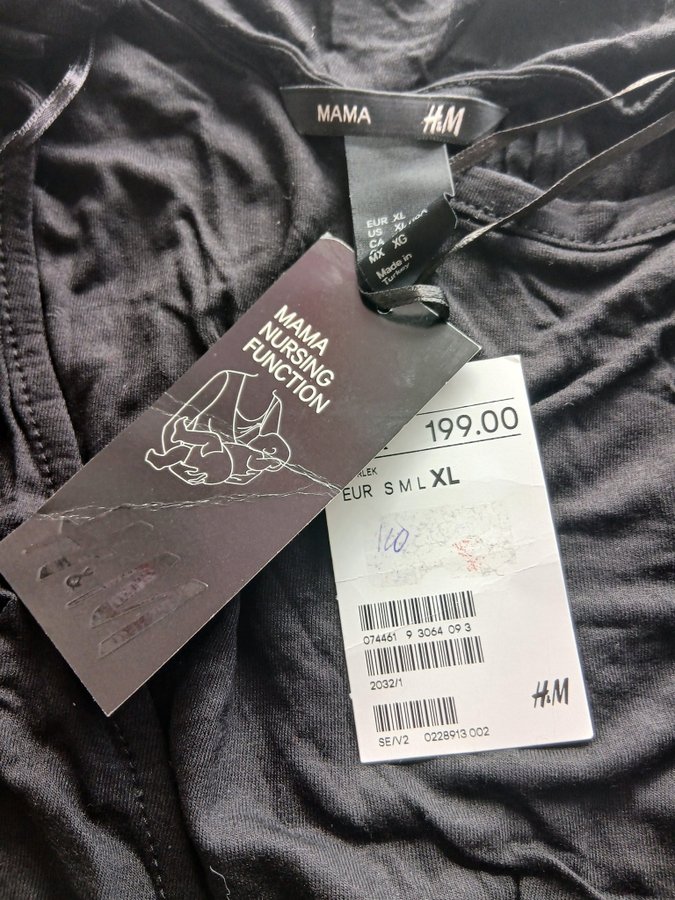 MAMA H&M
EUR XL
US XL
CA
MX XG
Made in
Turkey
MAMA
NURSING
FUNCTION
H&M
199.00
EUR S M L XL
160
074461 9 3064 09 3
2032/1
H&M
SE/V2 0228913 002